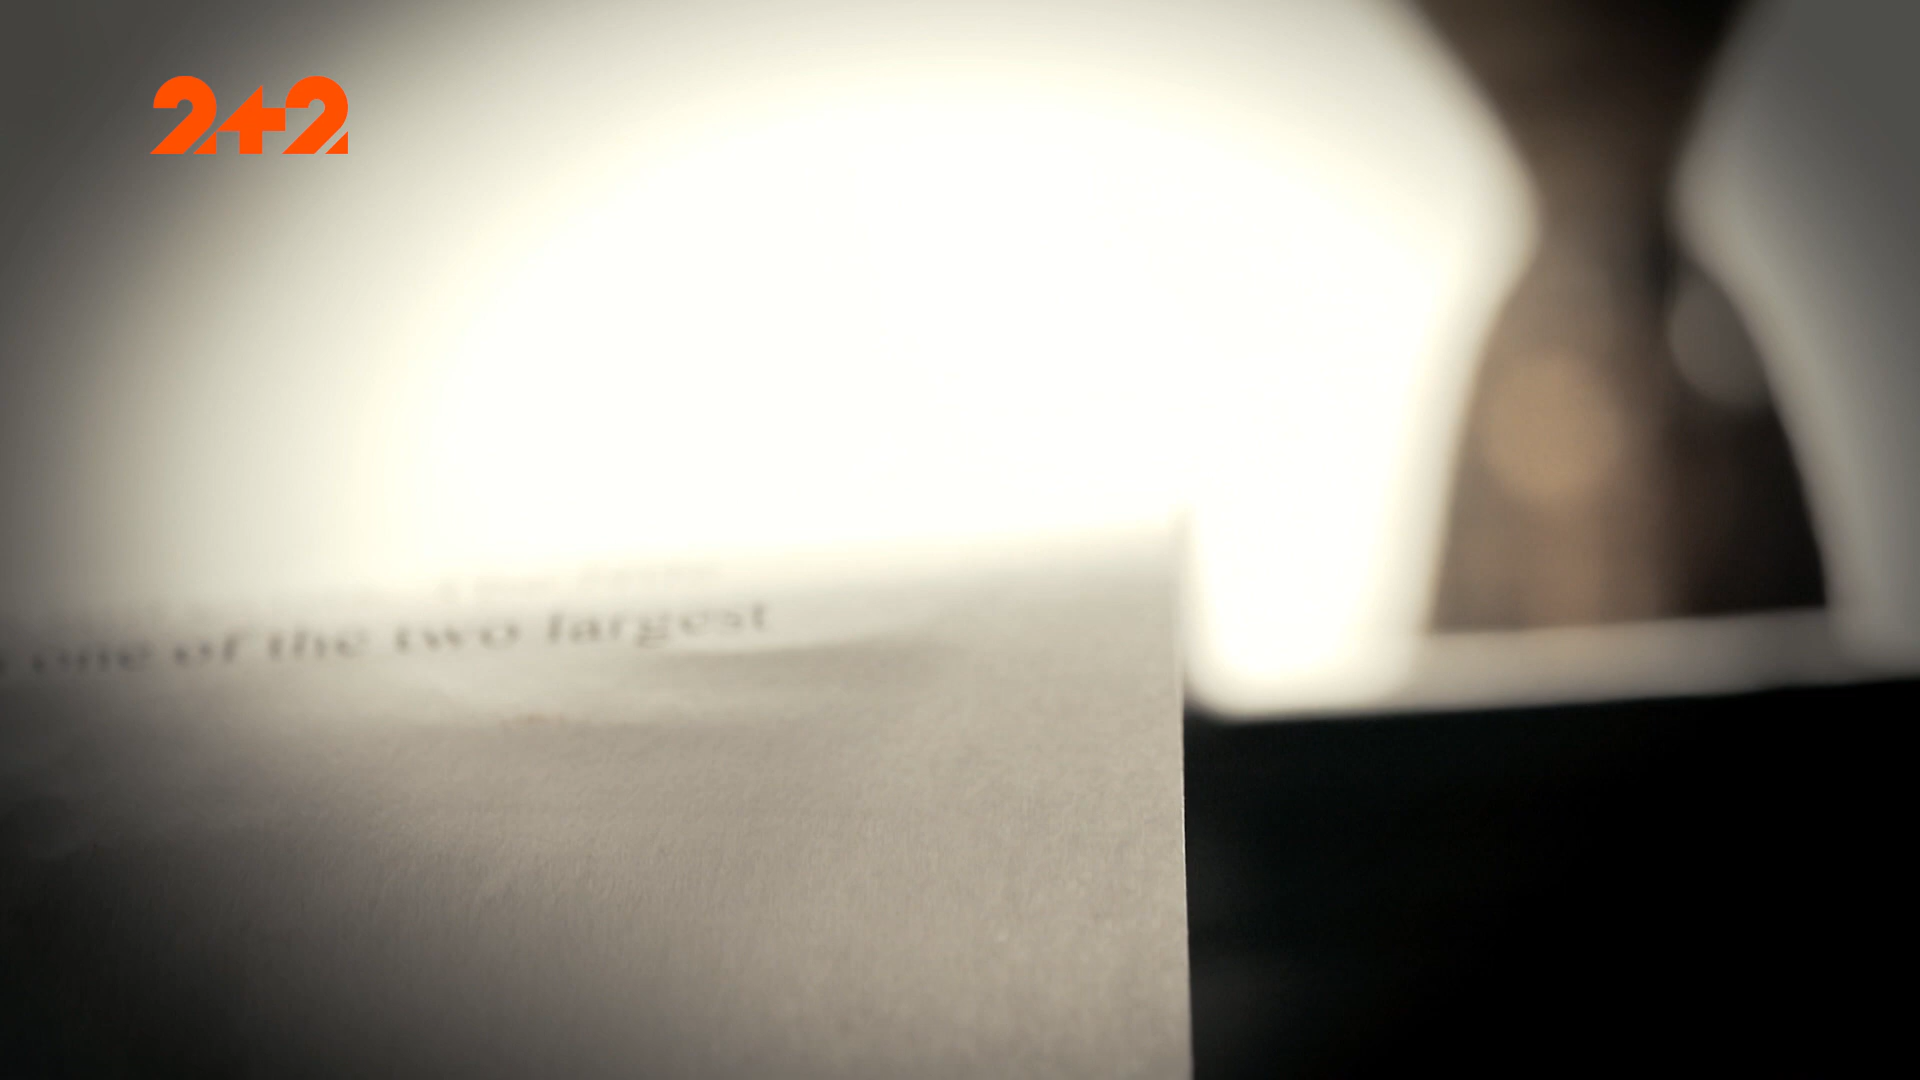 2+2
one of the two largest